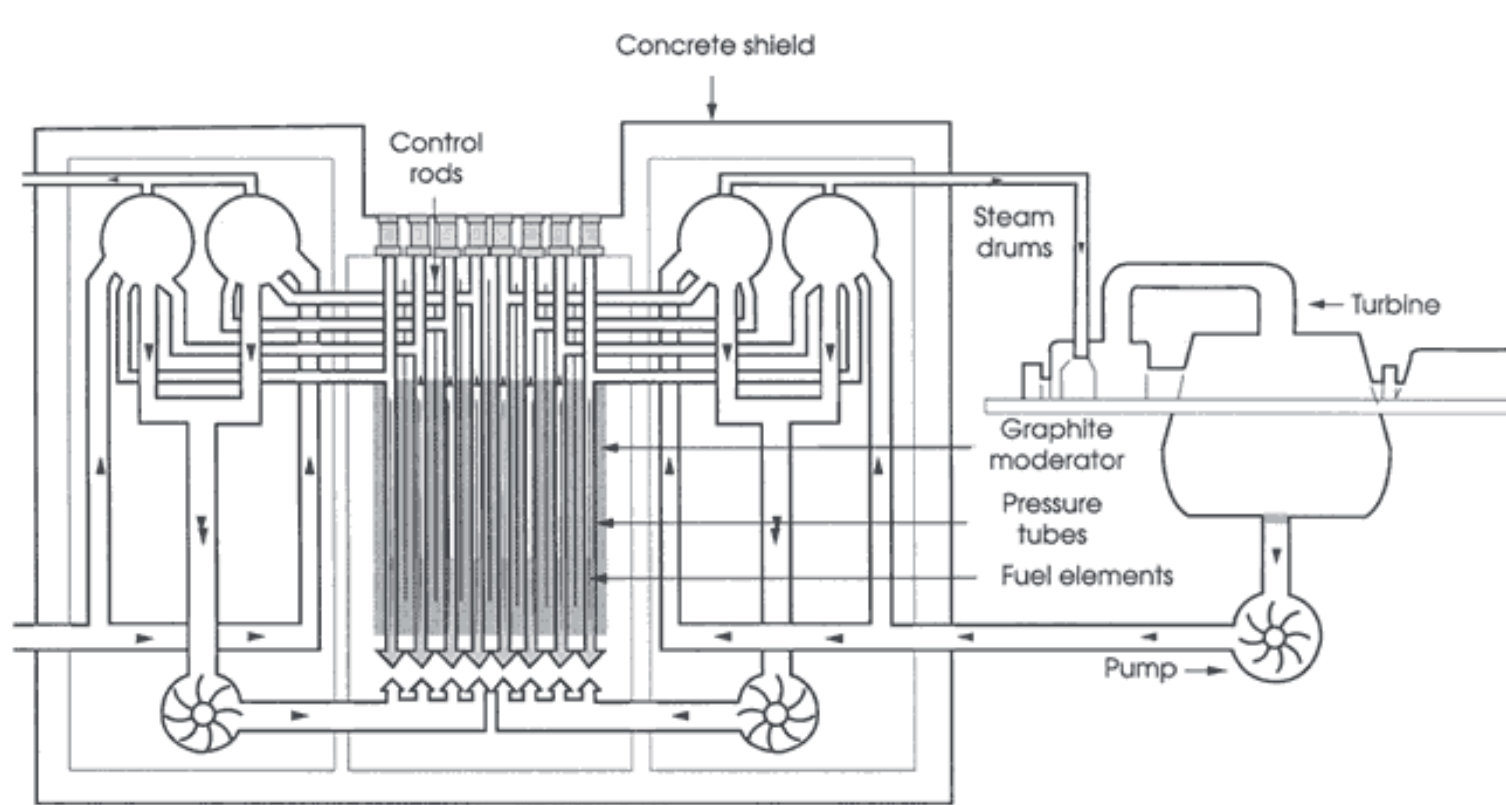 Concrete shield
Control
rods
Steam
drums
Turbine
Graphite
moderator
Pressure
tubes
Fuel elements
Pump